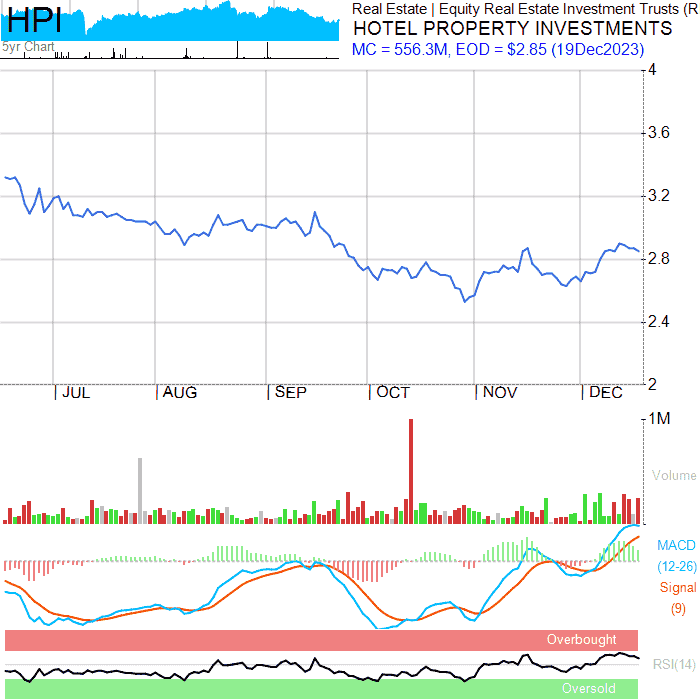 HPI
5yr Chart
Real Estate | Equity Real Estate Investment Trusts (R
HOTEL PROPERTY INVESTMENTS
MC = 556.3M, EOD = $2.85 (19Dec2023)
4
3.6
3.2
2.8
2.4
2
JUL AUG SEP OCT NOV DEC
1M
Volume
MACD
(12-26)
Signal
(9)
Overbought
RSI(14)
Oversold